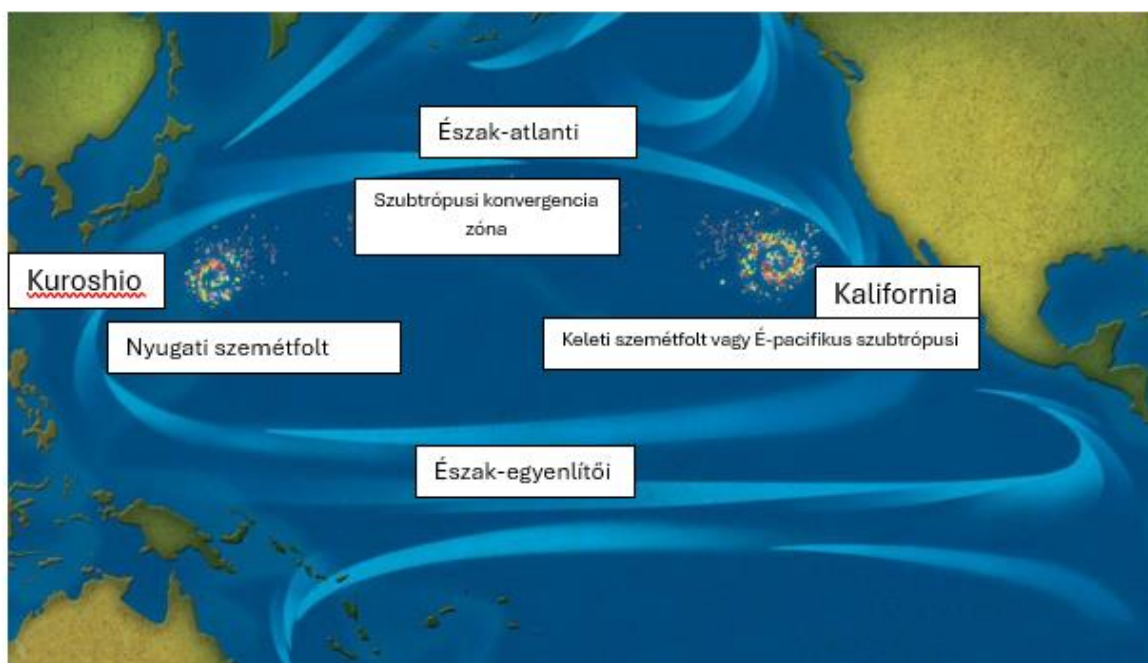 Észak-atlanti
Szubtrópusi konvergencia
zóna
Kuroshio
Kalifornia
Nyugati szemétfolt
Keleti szemétfolt vagy É-pacifikus szubtrópusi
Észak-egyenlítői